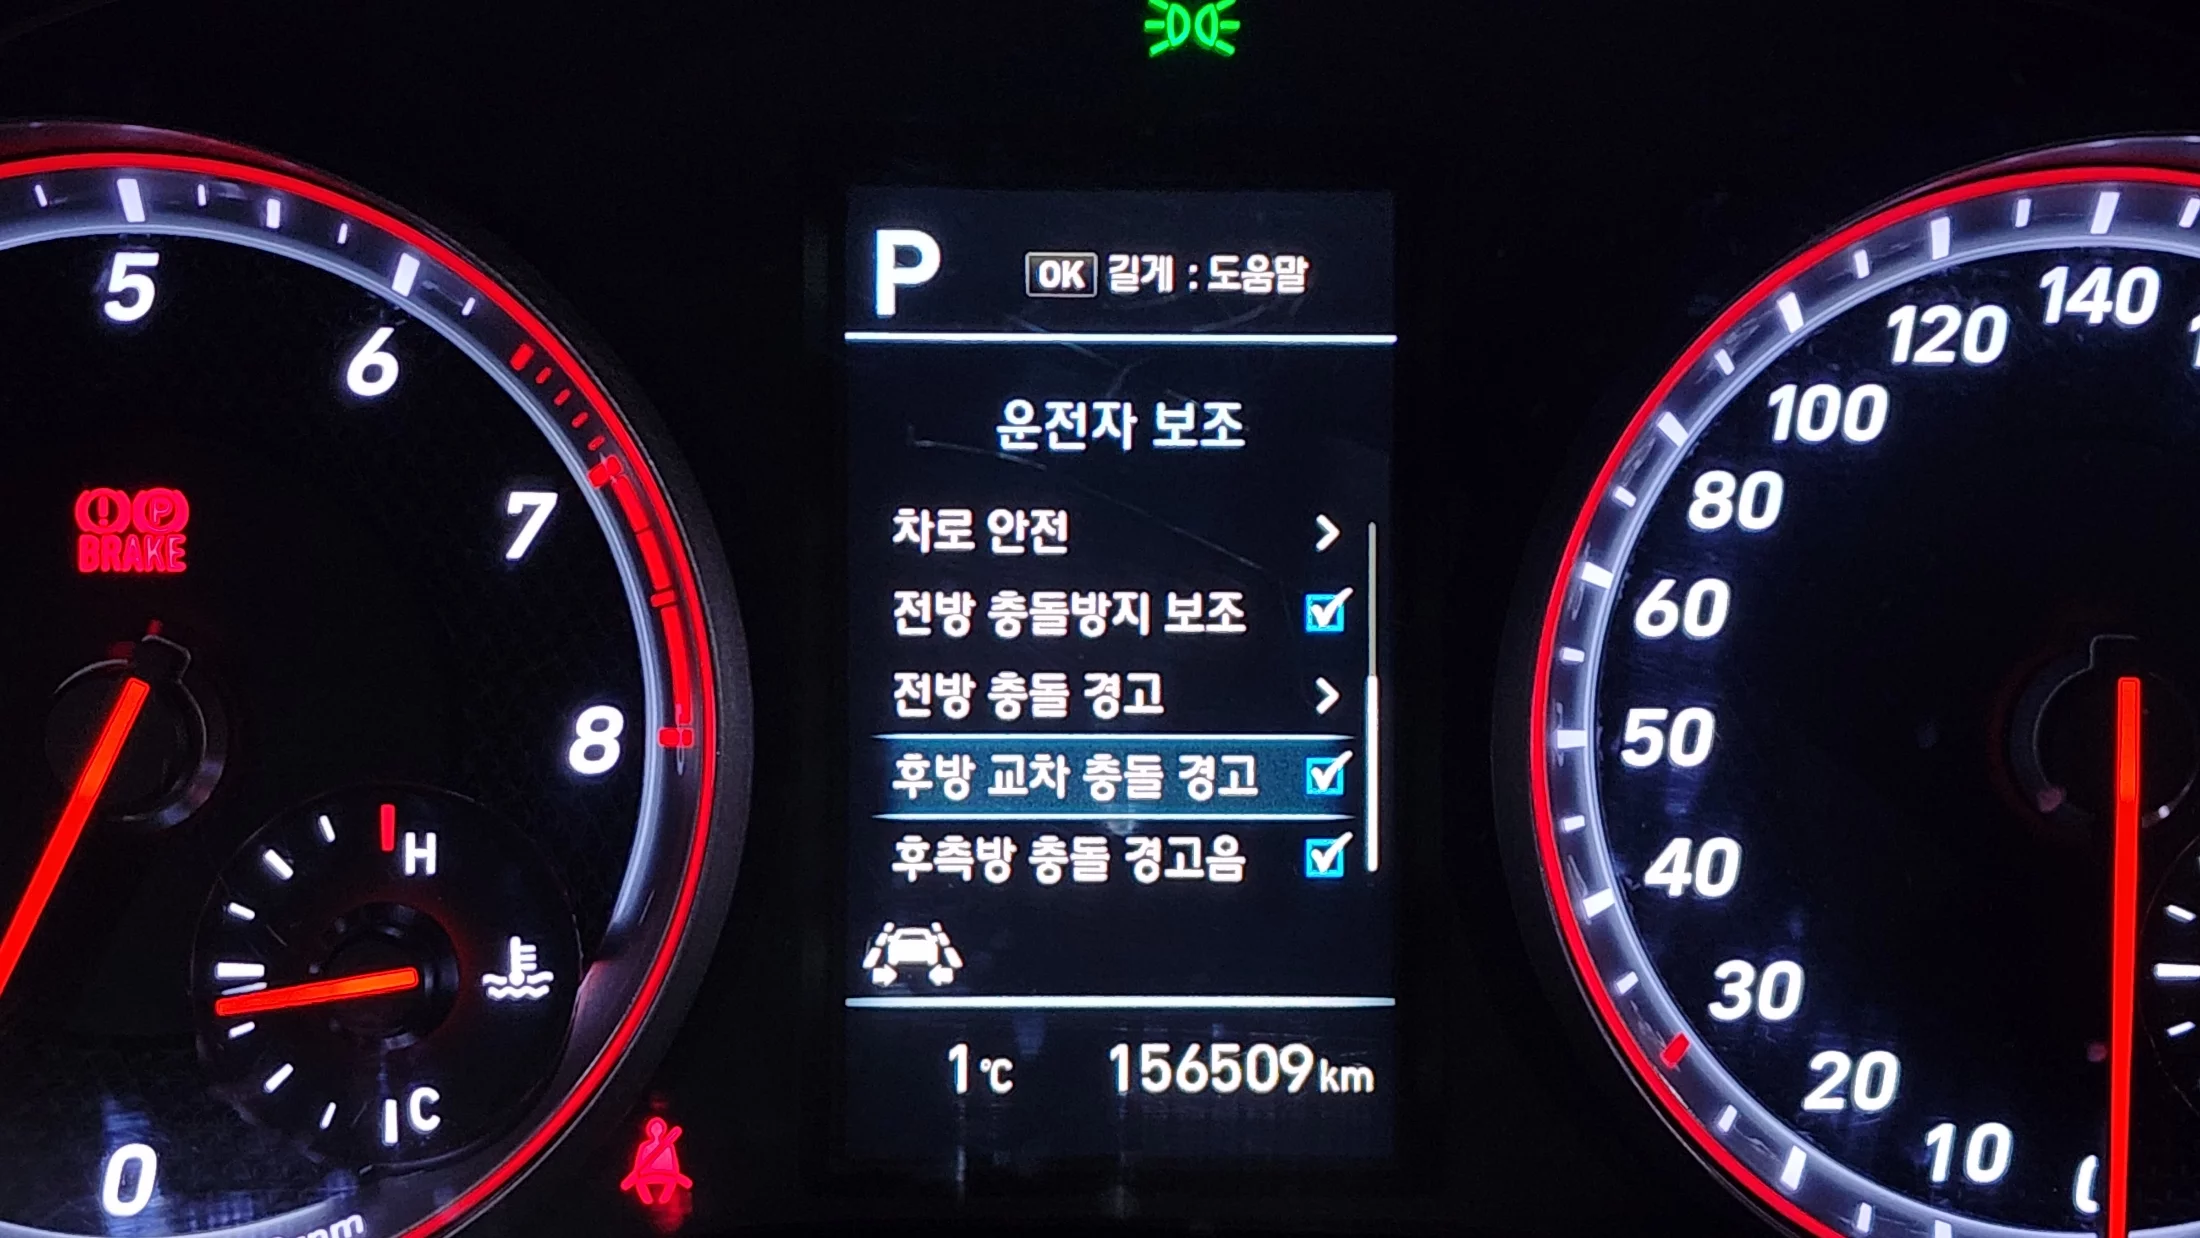 P
OK 길게 : 도움말
운전자 보조
차로 안전
전방 충돌방지 보조
전방 충돌 경고
후방 교차 충돌 경고
후측방 충돌 경고음
1℃ 156509km
5
6
7
8
0
P
BRAKE
H
C
140
120
100
80
60
50
40
30
20
10